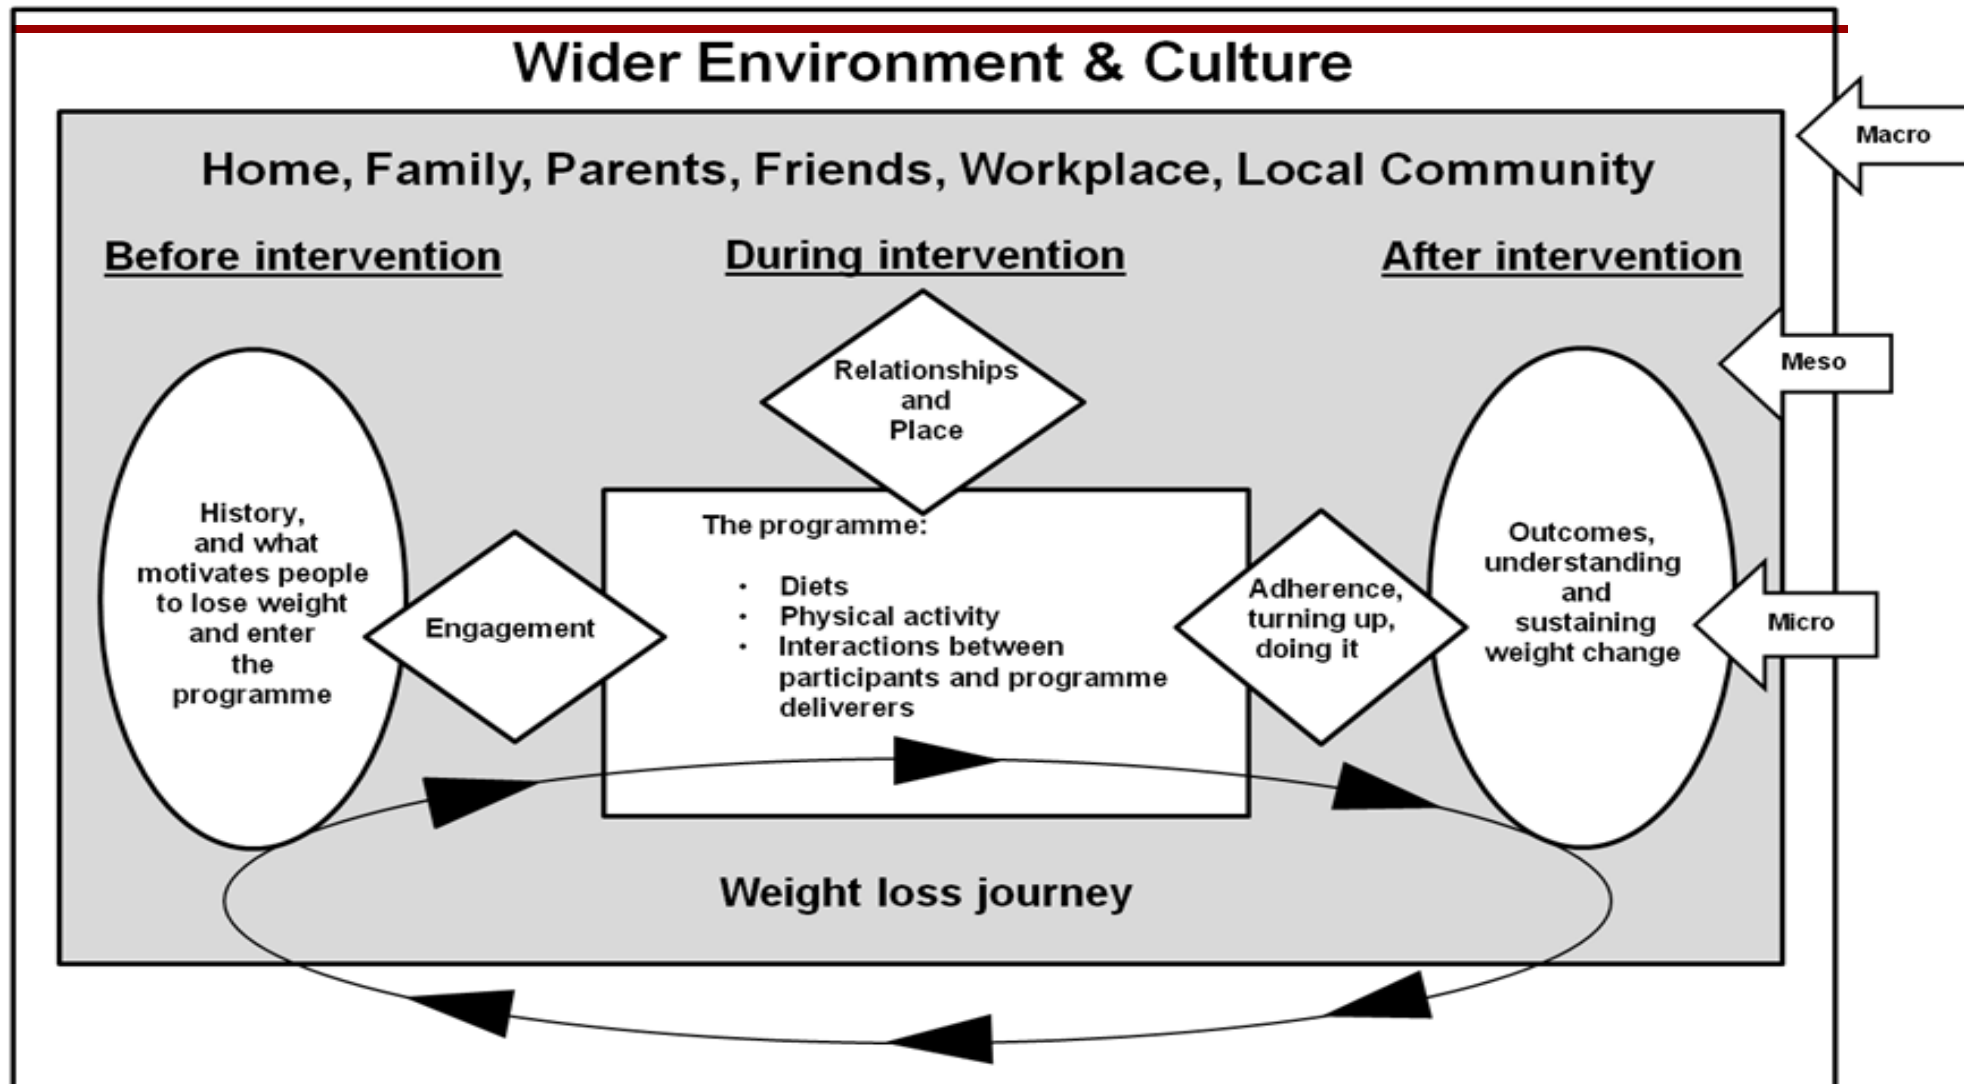 Wider Environment & Culture
Macro
Home, Family, Parents, Friends, Workplace, Local Community
Before intervention
During intervention
After intervention
Meso
Relationships
and
Place
History,
and what
motivates people
to lose weight
and enter
the
programme
Engagement
The programme:
• Diets
• Physical activity
• Interactions between
participants and programme
deliverers
Adherence,
turning up,
doing it
Outcomes,
understanding
and
sustaining
weight change
Micro
Weight loss journey